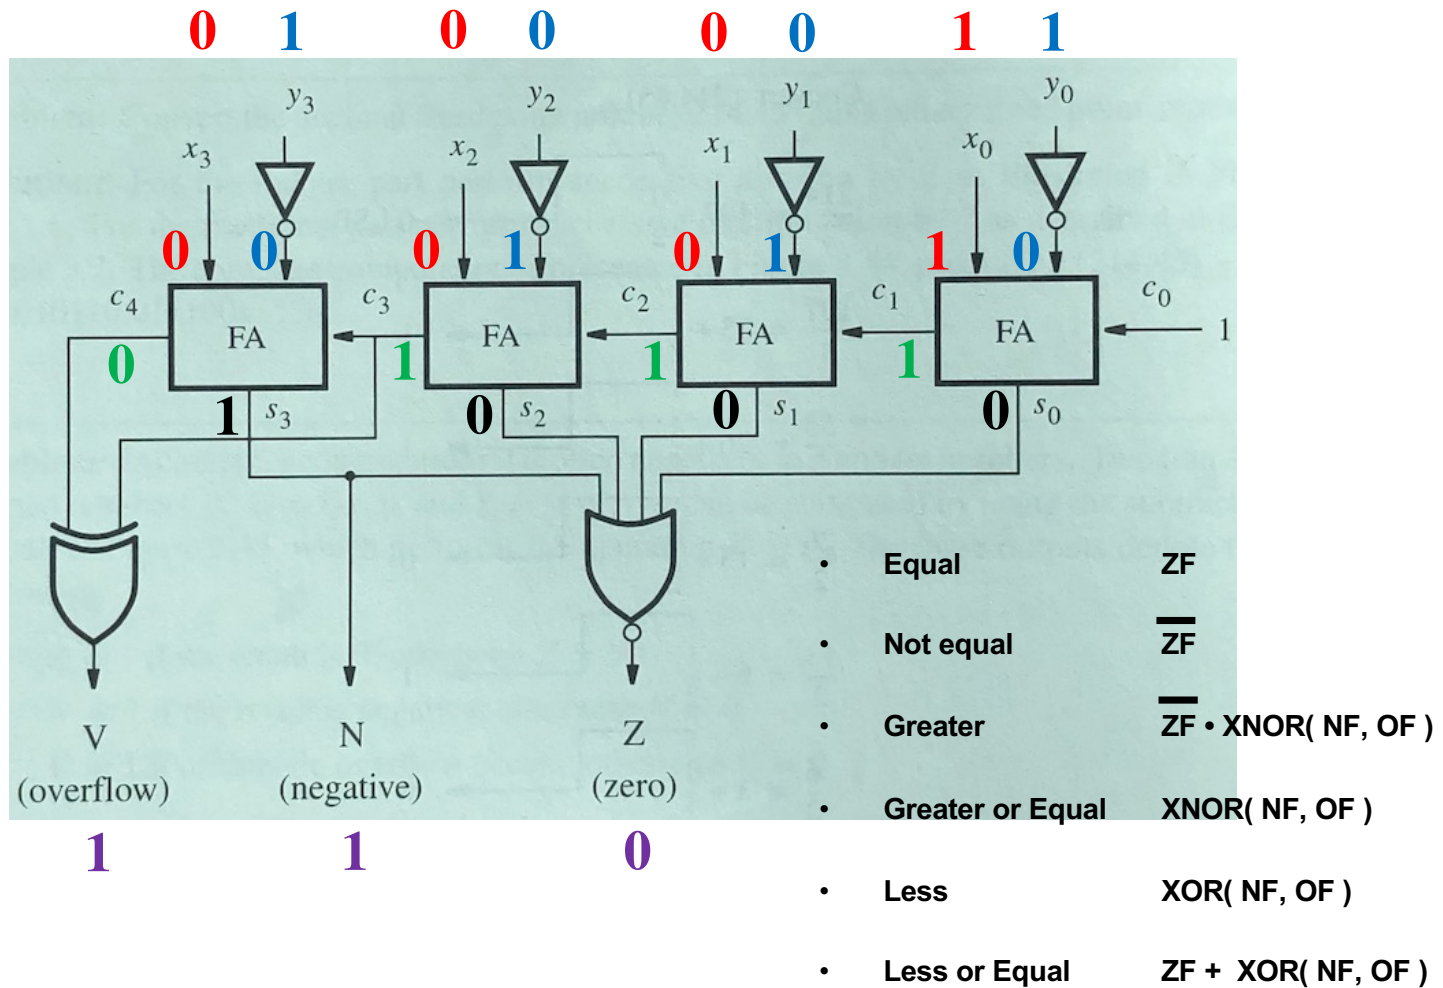 0 1 0 0 0 0 1 1
y3 y2 y1 y0
x3 x2 x1 x0
0 0 0 1 0 1 1 0
c4 c3 c2 c1 c0
FA FA FA FA 1
0 1 1 1
1 s3 0 s2 0 s1 0 s0
• Equal ZF
• Not equal Z̅F̅
• Greater Z̅F̅ • XNOR( NF, OF )
V N Z
(overflow) (negative) (zero)
• Greater or Equal XNOR( NF, OF )
1 1 0
• Less XOR( NF, OF )
• Less or Equal ZF + XOR( NF, OF )